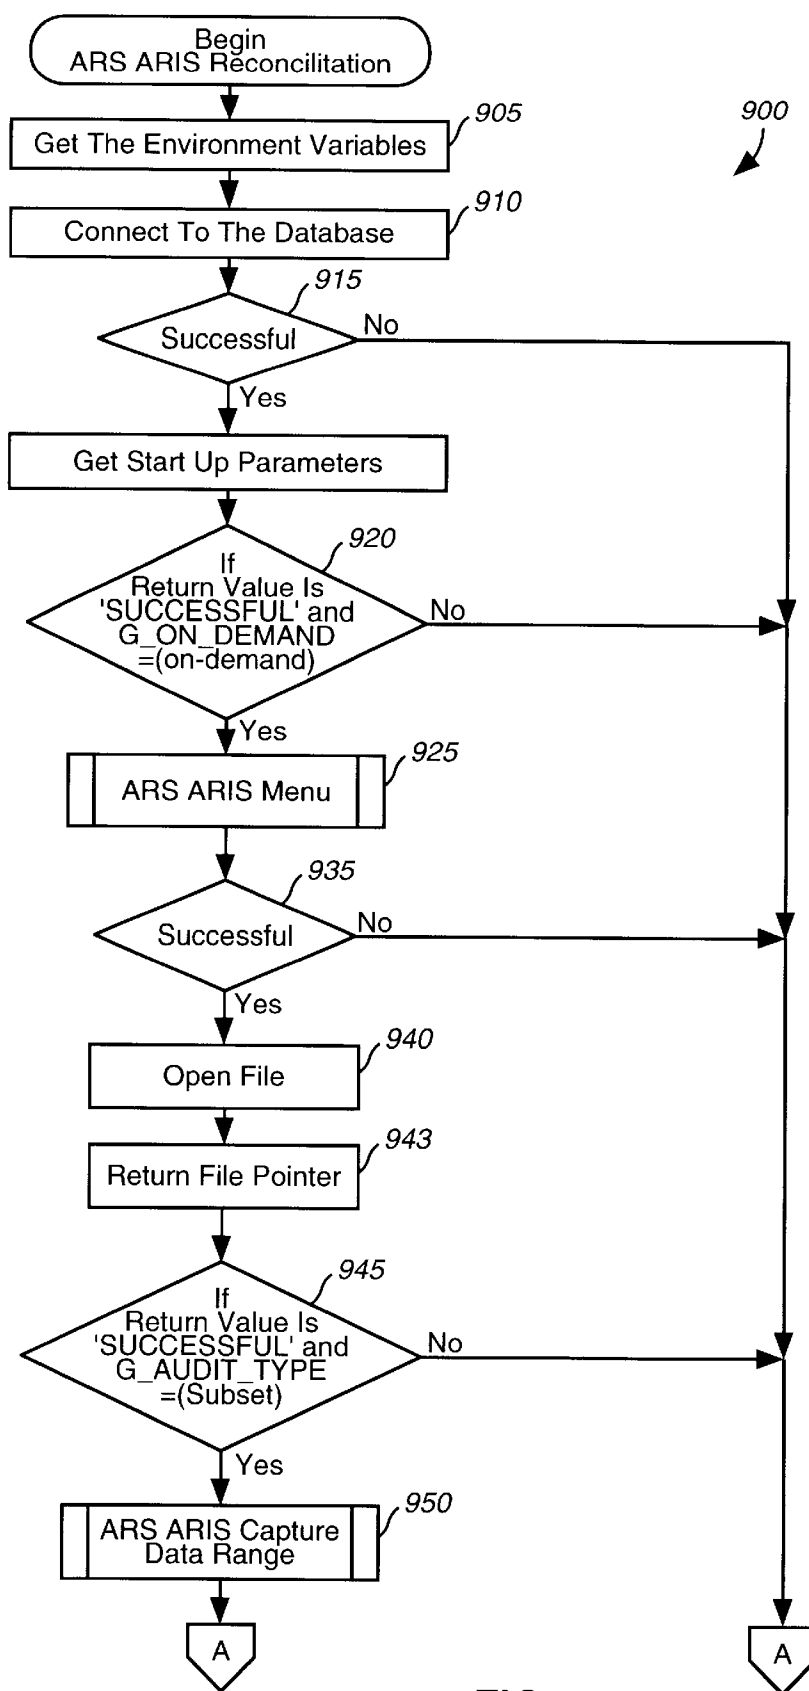 Begin
ARS ARIS Reconcilitation
905
900
Get The Environment Variables
910
Connect To The Database
915
Successful
No
Yes
Get Start Up Parameters
920
If
Return Value Is
'SUCCESSFUL' and
G_ON_DEMAND
=(on-demand)
No
Yes
925
ARS ARIS Menu
935
Successful
No
Yes
940
Open File
943
Return File Pointer
945
If
Return Value Is
'SUCCESSFUL' and
G_AUDIT_TYPE
=(Subset)
No
Yes
950
ARS ARIS Capture
Data Range
A
A